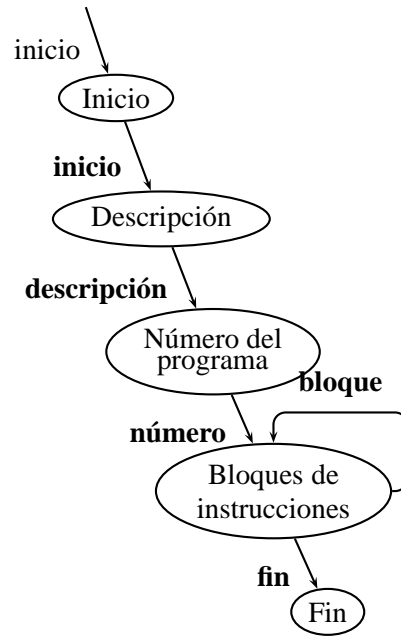 inicio
Inicio
inicio
Descripción
descripción
Número del
programa
bloque
número
Bloques de
instrucciones
fin
Fin